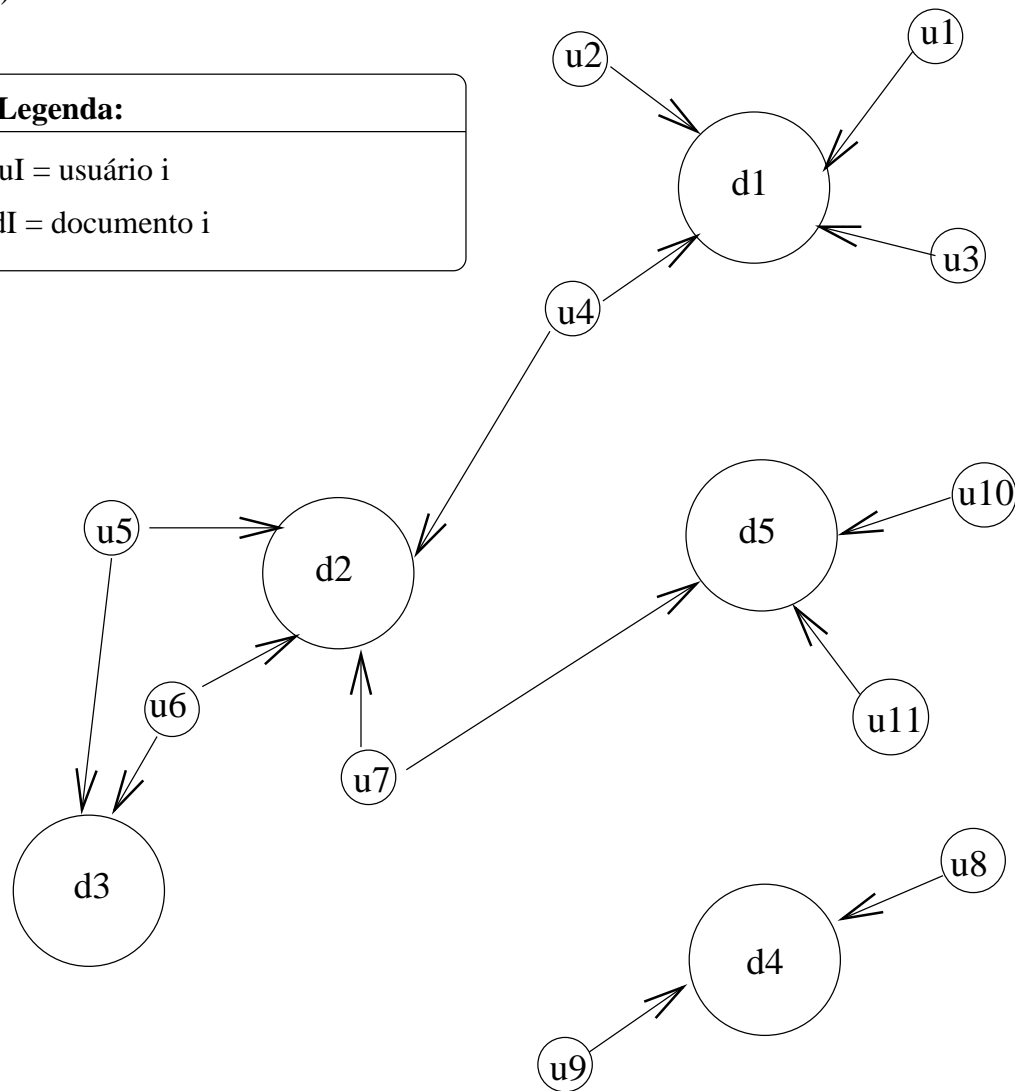 )
Legenda:
uI = usuário i
dI = documento i
u2
u1
d1
u3
u4
u10
u5
d5
d2
u6
u11
u7
u8
d3
d4
u9